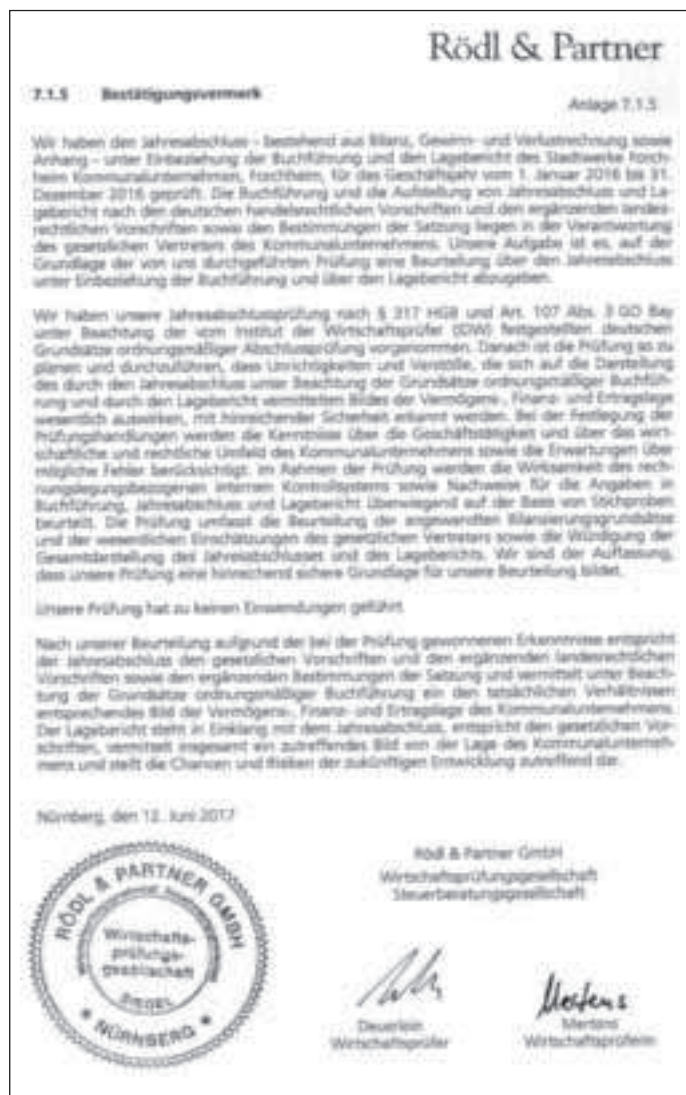 Rödl & Partner
7.1.5 Bestätigungsvermerk
Anlage 7.1.5
Wir haben den Jahresabschluss – bestehend aus Bilanz, Gewinn- und Verlustrechnung sowie
Anhang – unter Einbeziehung der Buchführung und den Lagebericht des Stadtwerke Forch-
heim Kommunalunternehmen, Forchheim, für das Geschäftsjahr vom 1. Januar 2016 bis 31.
Dezember 2016 geprüft. Die Buchführung und die Aufstellung von Jahresabschluss und La-
gebericht nach den deutschen handelsrechtlichen Vorschriften und den ergänzenden landes-
rechtlichen Vorschriften sowie den Bestimmungen der Satzung liegen in der Verantwortung
des gesetzlichen Vertreters des Kommunalunternehmens. Unsere Aufgabe ist es, auf der
Grundlage der von uns durchgeführten Prüfung eine Beurteilung über den Jahresabschluss
unter Einbeziehung der Buchführung und über den Lagebericht abzugeben.
Wir haben unsere Jahresabschlussprüfung nach § 317 HGB und Art. 107 Abs. 3 GO Bay
unter Beachtung der vom Institut der Wirtschaftsprüfer (IDW) festgestellten deutschen
Grundsätze ordnungsmäßiger Abschlussprüfung vorgenommen. Danach ist die Prüfung so zu
planen und durchzuführen, dass Unrichtigkeiten und Verstöße, die sich auf die Darstellung
des durch den Jahresabschluss unter Beachtung der Grundsätze ordnungsmäßiger Buchfüh-
rung und durch den Lagebericht vermittelten Bildes der Vermögens-, Finanz- und Ertragslage
wesentlich auswirken, mit hinreichender Sicherheit erkannt werden. Bei der Festlegung der
Prüfungshandlungen werden die Kenntnisse über die Geschäftstätigkeit und über das wirt-
schaftliche und rechtliche Umfeld des Kommunalunternehmens sowie die Erwartungen über
mögliche Fehler berücksichtigt. Im Rahmen der Prüfung werden die Wirksamkeit des rech-
nungslegungsbezogenen internen Kontrollsystems sowie Nachweise für die Angaben in
Buchführung, Jahresabschluss und Lagebericht überwiegend auf der Basis von Stichproben
beurteilt. Die Prüfung umfasst die Beurteilung der angewandten Bilanzierungsgrundsätze
und der wesentlichen Einschätzungen des gesetzlichen Vertreters sowie die Würdigung der
Gesamtdarstellung des Jahresabschlusses und des Lageberichts. Wir sind der Auffassung,
dass unsere Prüfung eine hinreichend sichere Grundlage für unsere Beurteilung bildet.
Unsere Prüfung hat zu keinen Einwendungen geführt.
Nach unserer Beurteilung aufgrund der bei der Prüfung gewonnenen Erkenntnisse entspricht
der Jahresabschluss den gesetzlichen Vorschriften und den ergänzenden landesrechtlichen
Vorschriften sowie den ergänzenden Bestimmungen der Satzung und vermittelt unter Beach-
tung der Grundsätze ordnungsmäßiger Buchführung ein den tatsächlichen Verhältnissen
entsprechendes Bild der Vermögens-, Finanz- und Ertragslage des Kommunalunternehmens.
Der Lagebericht steht in Einklang mit dem Jahresabschluss, entspricht den gesetzlichen Vor-
schriften, vermittelt insgesamt ein zutreffendes Bild von der Lage des Kommunalunterneh-
mens und stellt die Chancen und Risiken der zukünftigen Entwicklung zutreffend dar.
Nürnberg, den 12. Juni 2017
Rödl & Partner GmbH
Wirtschaftsprüfungsgesellschaft
Steuerberatungsgesellschaft
RÖDL & PARTNER GMBH
Wirtschafts-
prüfungs-
gesellschaft
SIEGEL
* NÜRNBERG *
Mertens
Deuerlein
Wirtschaftsprüfer
Mertens
Wirtschaftsprüferin